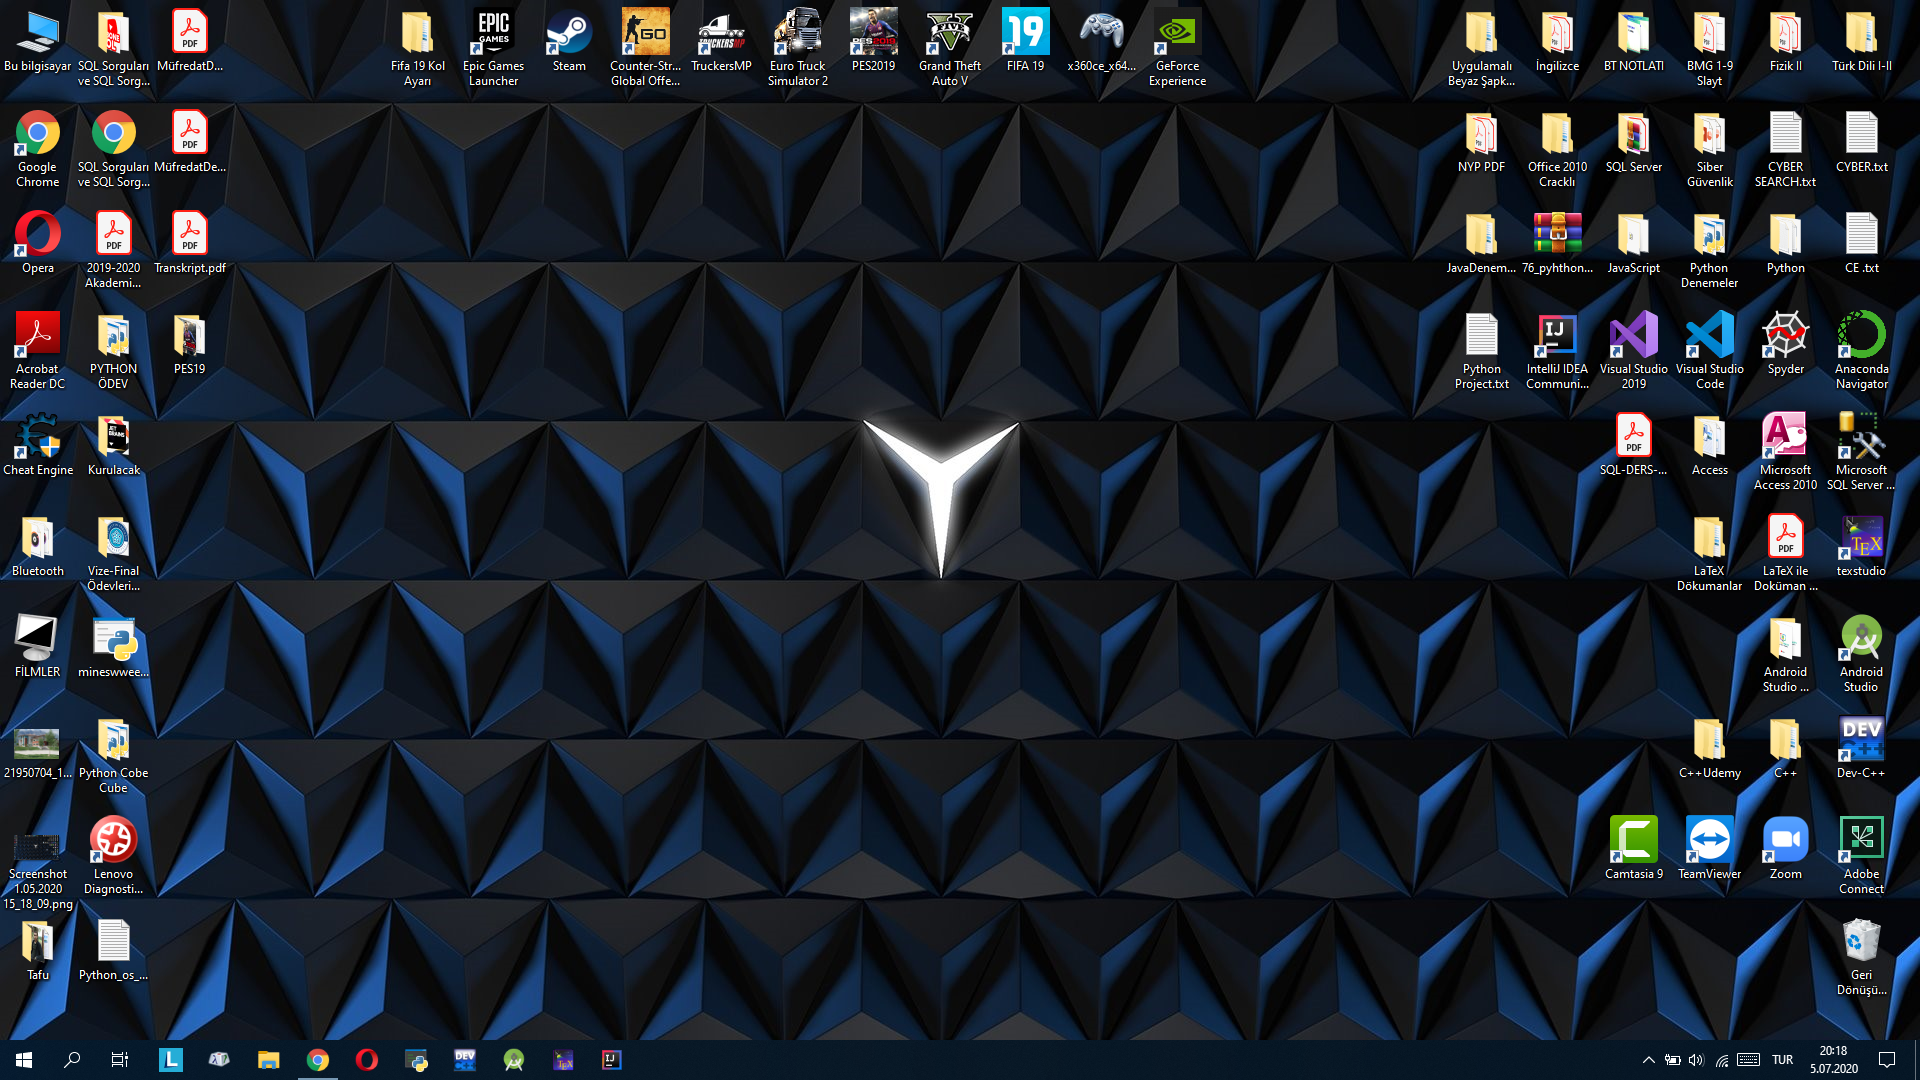 Bu bilgisayar
SQL Sorguları
ve SQL Sorg...
MüfredatD...
Fifa 19 Kol
Ayarı
EPIC
GAMES
Epic Games
Launcher
Steam
GO
Counter-Str...
Global Offe...
TRUCKERSMP
TruckersMP
Euro Truck
Simulator 2
PES2019
PES2019
FIVE
Grand Theft
Auto V
19
FIFA 19
x360ce_x64...
GeForce
Experience
Uygulamalı
Beyaz Şapk...
İngilizce
BT NOTLATI
BMG 1-9
Slayt
Fizik II
Türk Dili I-II
Google
Chrome
SQL Sorguları
ve SQL Sorg...
PDF
MüfredatDe...
NYP PDF
Office 2010
Cracklı
SQL Server
Siber
Güvenlik
CYBER
SEARCH.txt
CYBER.txt
Opera
PDF
2019-2020
Akademi...
PDF
Transkript.pdf
JavaDenem...
76_pyhthon...
JavaScript
Python
Denemeler
Python
CE .txt
Acrobat
Reader DC
PYTHON
ÖDEV
PES19
Python
Project.txt
IJ
IntelliJ IDEA
Communi...
Visual Studio
2019
Visual Studio
Code
Spyder
Anaconda
Navigator
Cheat Engine
JET
BRAINS
Kurulacak
PDF
SQL-DERS-...
Access
A
Microsoft
Access 2010
Microsoft
SQL Server ...
Bluetooth
Vize-Final
Ödevleri...
LaTeX
Dökumanlar
PDF
LaTeX ile
Doküman ...
TEX
texstudio
FİLMLER
mineswwee...
Android
Studio ...
Android
Studio
21950704_1...
Python Cobe
Cube
C++Udemy
C++
DEV
C++
Dev-C++
Screenshot
1.05.2020
15_18_09.png
Lenovo
Diagnosti...
Camtasia 9
TeamViewer
Zoom
Adobe
Connect
Tafu
Python_os_...
Geri
Dönüşü...
L
DEV
C++
TEX
IJ
TUR
20:18
5.07.2020